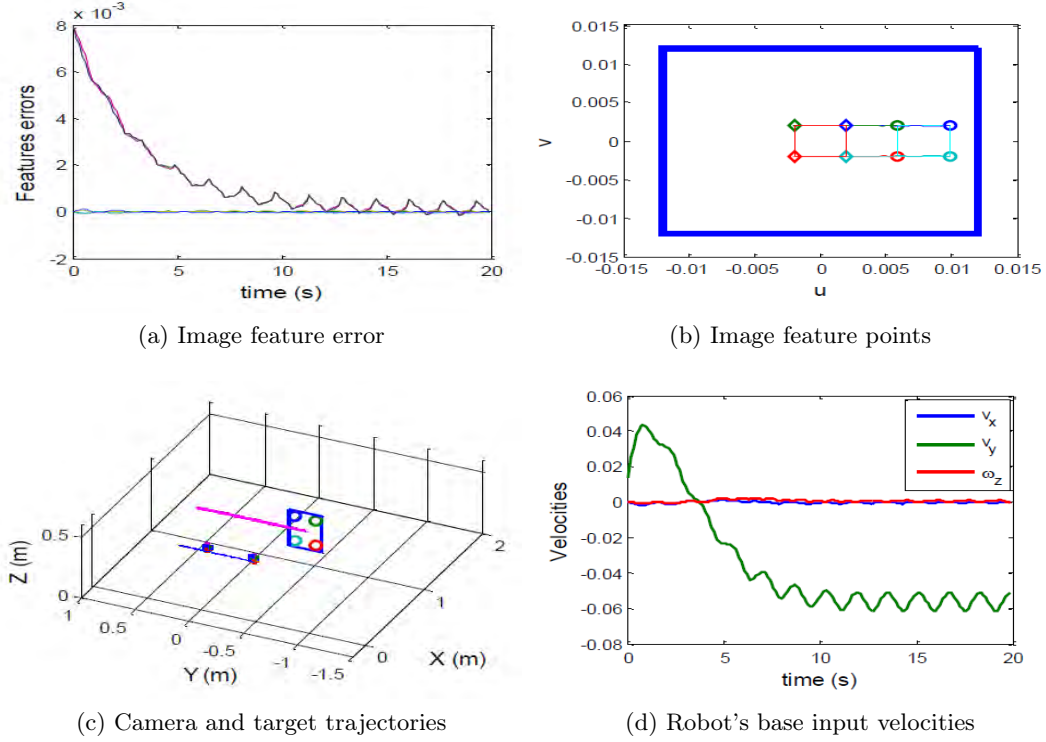 x 10⁻³
8
6
4
2
0
-2
Features errors
0 5 10 15 20
time (s)
(a) Image feature error
0.015
0.01
0.005
0
-0.005
-0.01
-0.015
v
-0.015 -0.01 -0.005 0 0.005 0.01 0.015
u
(b) Image feature points
0.5
0
Z (m)
1 0.5 0 -0.5 -1 -1.5
Y (m)
0 1 2
X (m)
(c) Camera and target trajectories
0.06
0.04
0.02
0
-0.02
-0.04
-0.06
-0.08
Velocities
v_x
v_y
ω_z
0 5 10 15 20
time (s)
(d) Robot's base input velocities